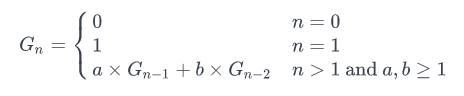 0 n = 0
G_n = { 1 n = 1
a × G_{n−1} + b × G_{n−2} n > 1 and a, b ≥ 1